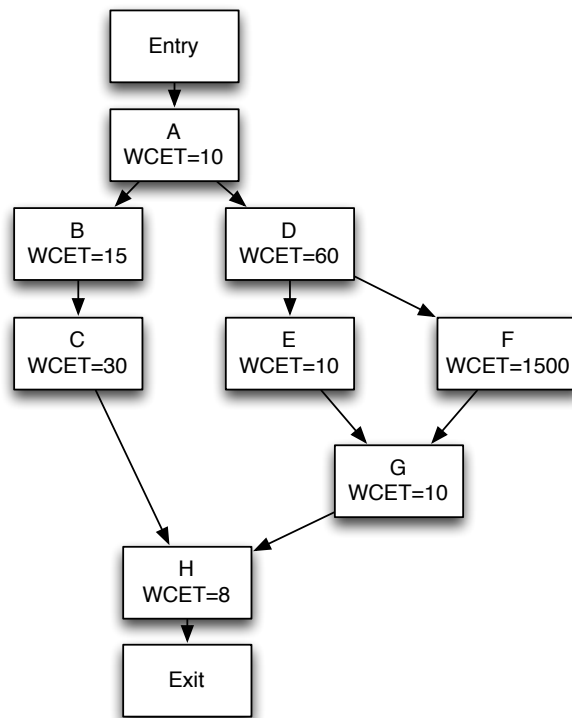 Entry
A
WCET=10
B
WCET=15
D
WCET=60
C
WCET=30
E
WCET=10
F
WCET=1500
G
WCET=10
H
WCET=8
Exit